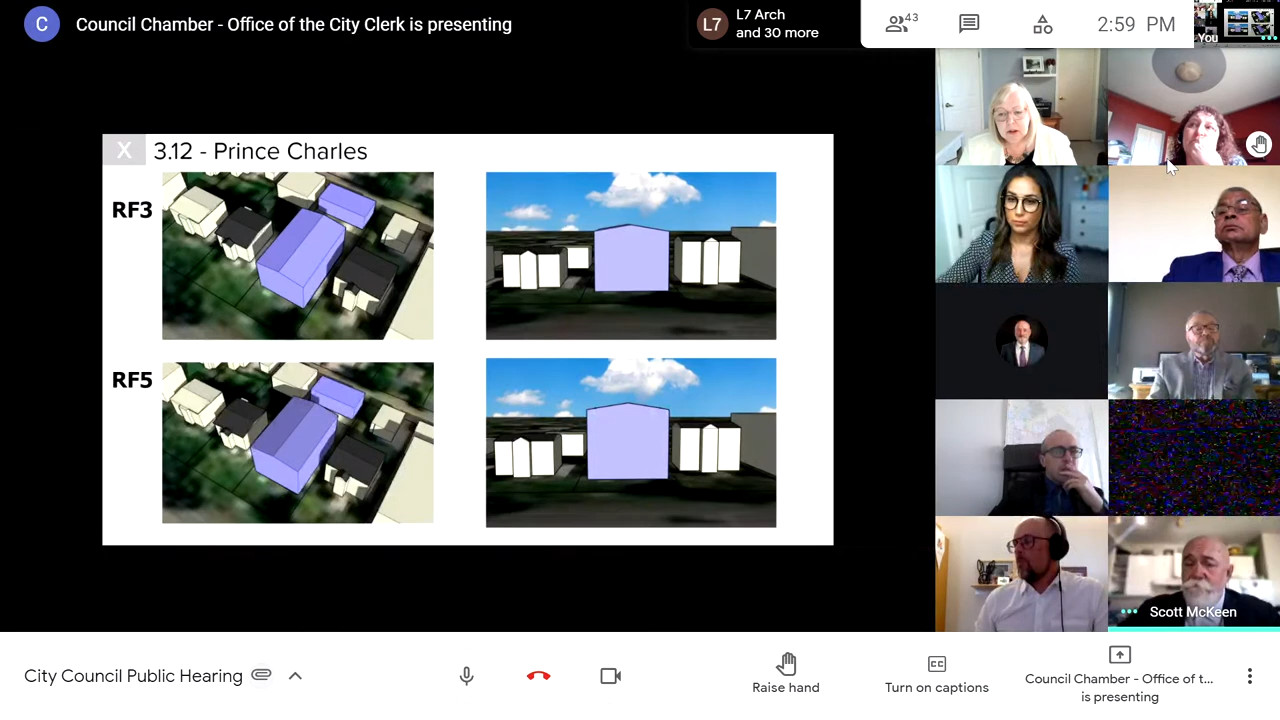 C
Council Chamber - Office of the City Clerk is presenting
L7
L7 Arch
and 30 more
43
2:59 PM
You
X
3.12 - Prince Charles
RF3
RF5
Scott McKeen
City Council Public Hearing
Raise hand
CC
Turn on captions
Council Chamber - Office of t...
is presenting